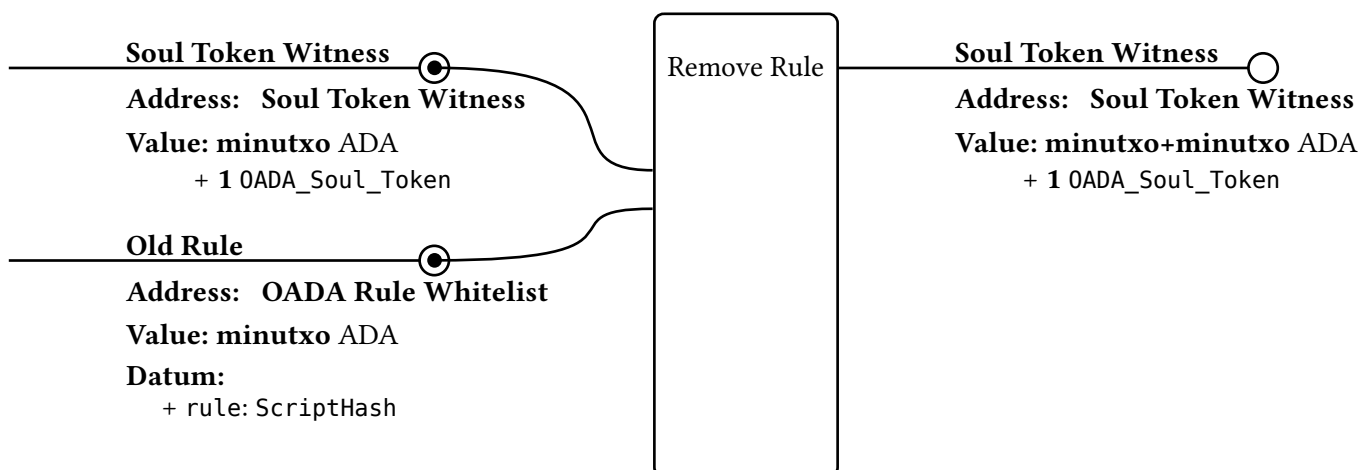 Soul Token Witness
Address: Soul Token Witness
Value: minutxo ADA
+ 1 OADA_Soul_Token
Old Rule
Address: OADA Rule Whitelist
Value: minutxo ADA
Datum:
+ rule: ScriptHash
Remove Rule
Soul Token Witness
Address: Soul Token Witness
Value: minutxo+minutxo ADA
+ 1 OADA_Soul_Token